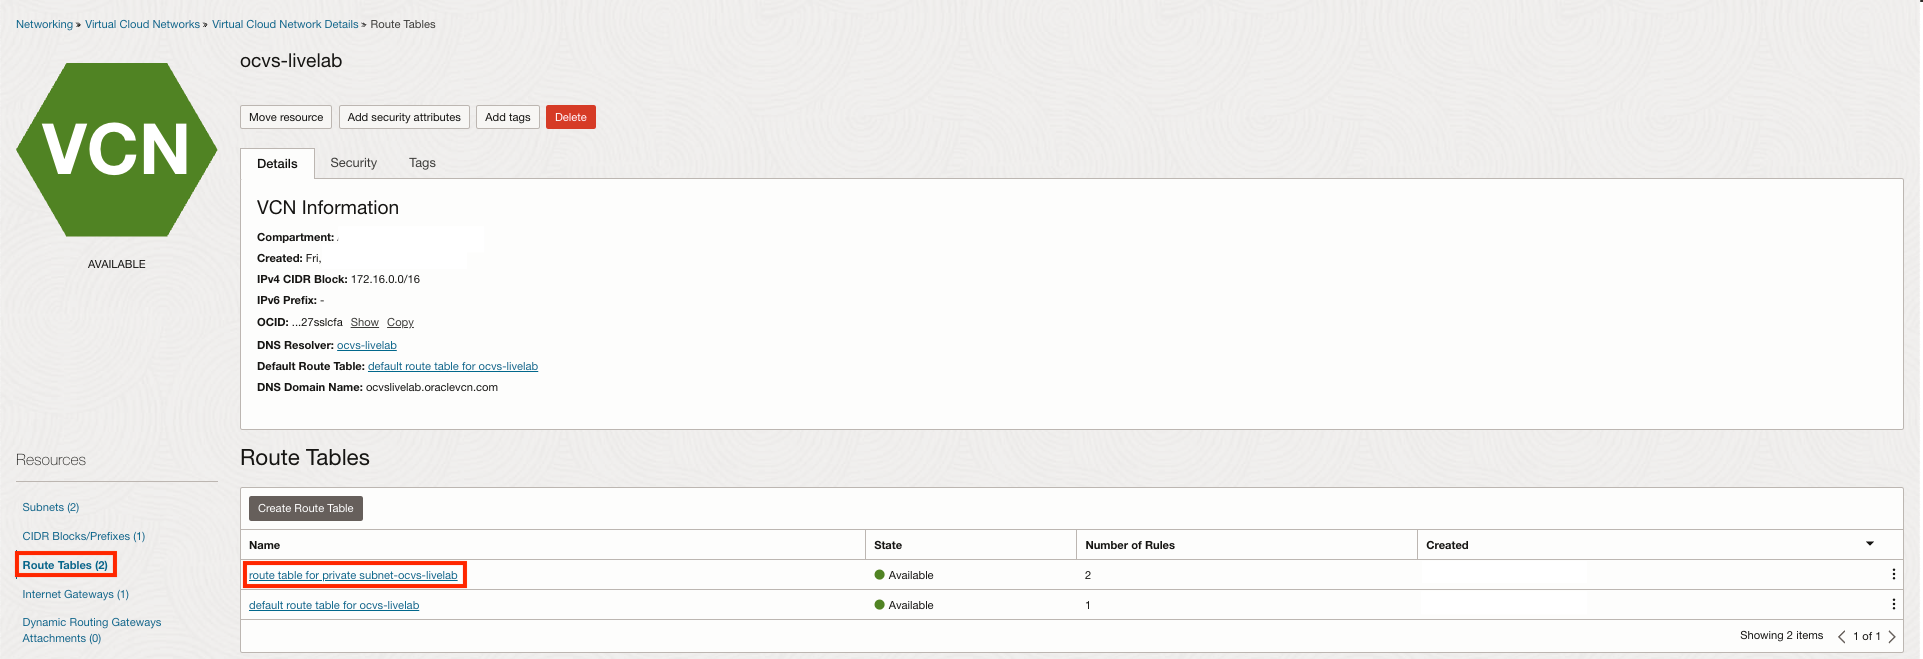 Networking » Virtual Cloud Networks » Virtual Cloud Network Details » Route Tables
VCN
AVAILABLE
ocvs-livelab
Move resource Add security attributes Add tags Delete
Details Security Tags
VCN Information
Compartment:
Created: Fri,
IPv4 CIDR Block: 172.16.0.0/16
IPv6 Prefix: -
OCID: ...27sslcfa Show Copy
DNS Resolver: ocvs-livelab
Default Route Table: default route table for ocvs-livelab
DNS Domain Name: ocvslivelab.oraclevcn.com
Resources
Subnets (2)
CIDR Blocks/Prefixes (1)
Route Tables (2)
Internet Gateways (1)
Dynamic Routing Gateways
Attachments (0)
Route Tables
Create Route Table
Name State Number of Rules Created
route table for private subnet-ocvs-livelab Available 2
default route table for ocvs-livelab Available 1
Showing 2 items < 1 of 1 >